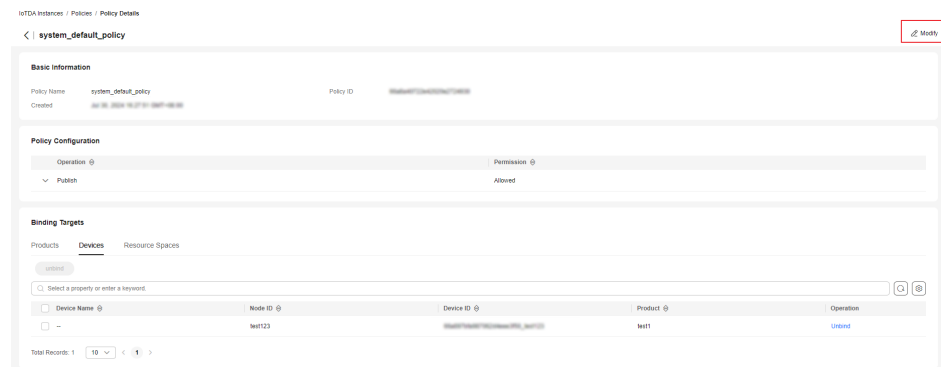 IoTDA Instances / Policies / Policy Details
system_default_policy
Modify
Basic Information
Policy Name system_default_policy Policy ID
Created
Policy Configuration
Operation Permission
Publish Allowed
Binding Targets
Products Devices Resource Spaces
unbind
Select a property or enter a keyword.
Device Name Node ID Device ID Product Operation
-- test123 test1 Unbind
Total Records: 1 10 < 1 >